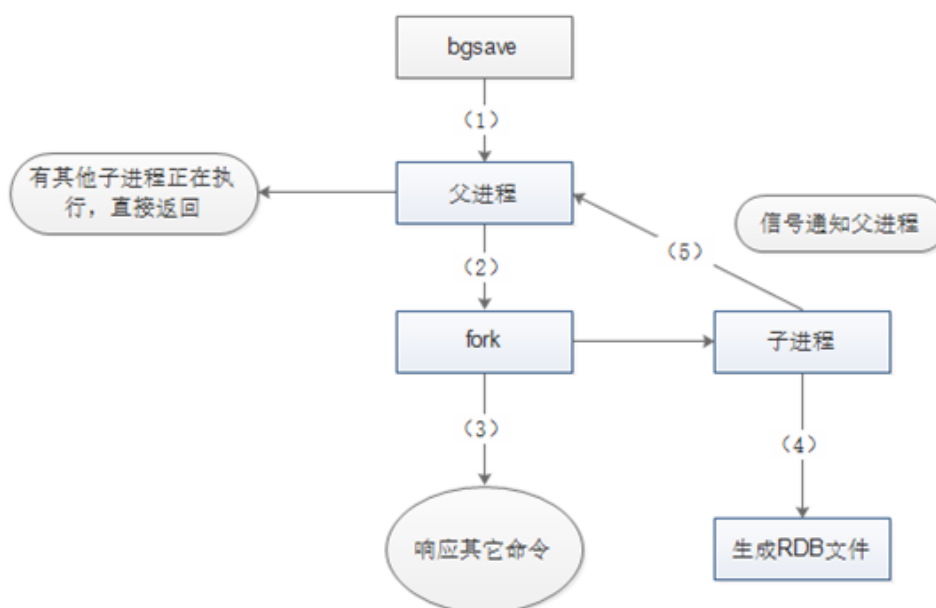 bgsave
（1）
有其他子进程正在执
行，直接返回
父进程
信号通知父进程
（5）
（2）
fork
子进程
（3）
（4）
响应其它命令
生成RDB文件